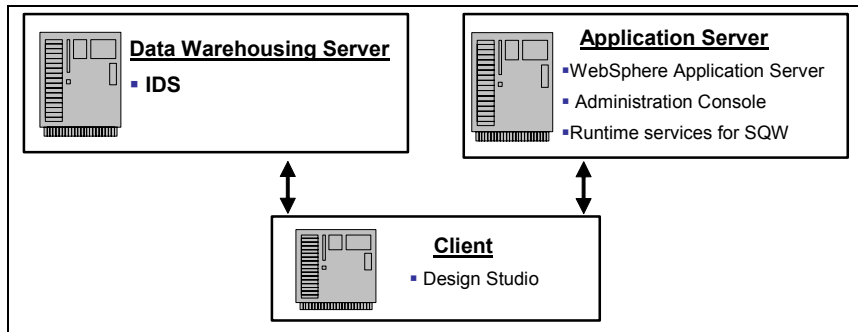 Data Warehousing Server
▪ IDS
Application Server
▪WebSphere Application Server
▪ Administration Console
▪Runtime services for SQW
Client
▪ Design Studio